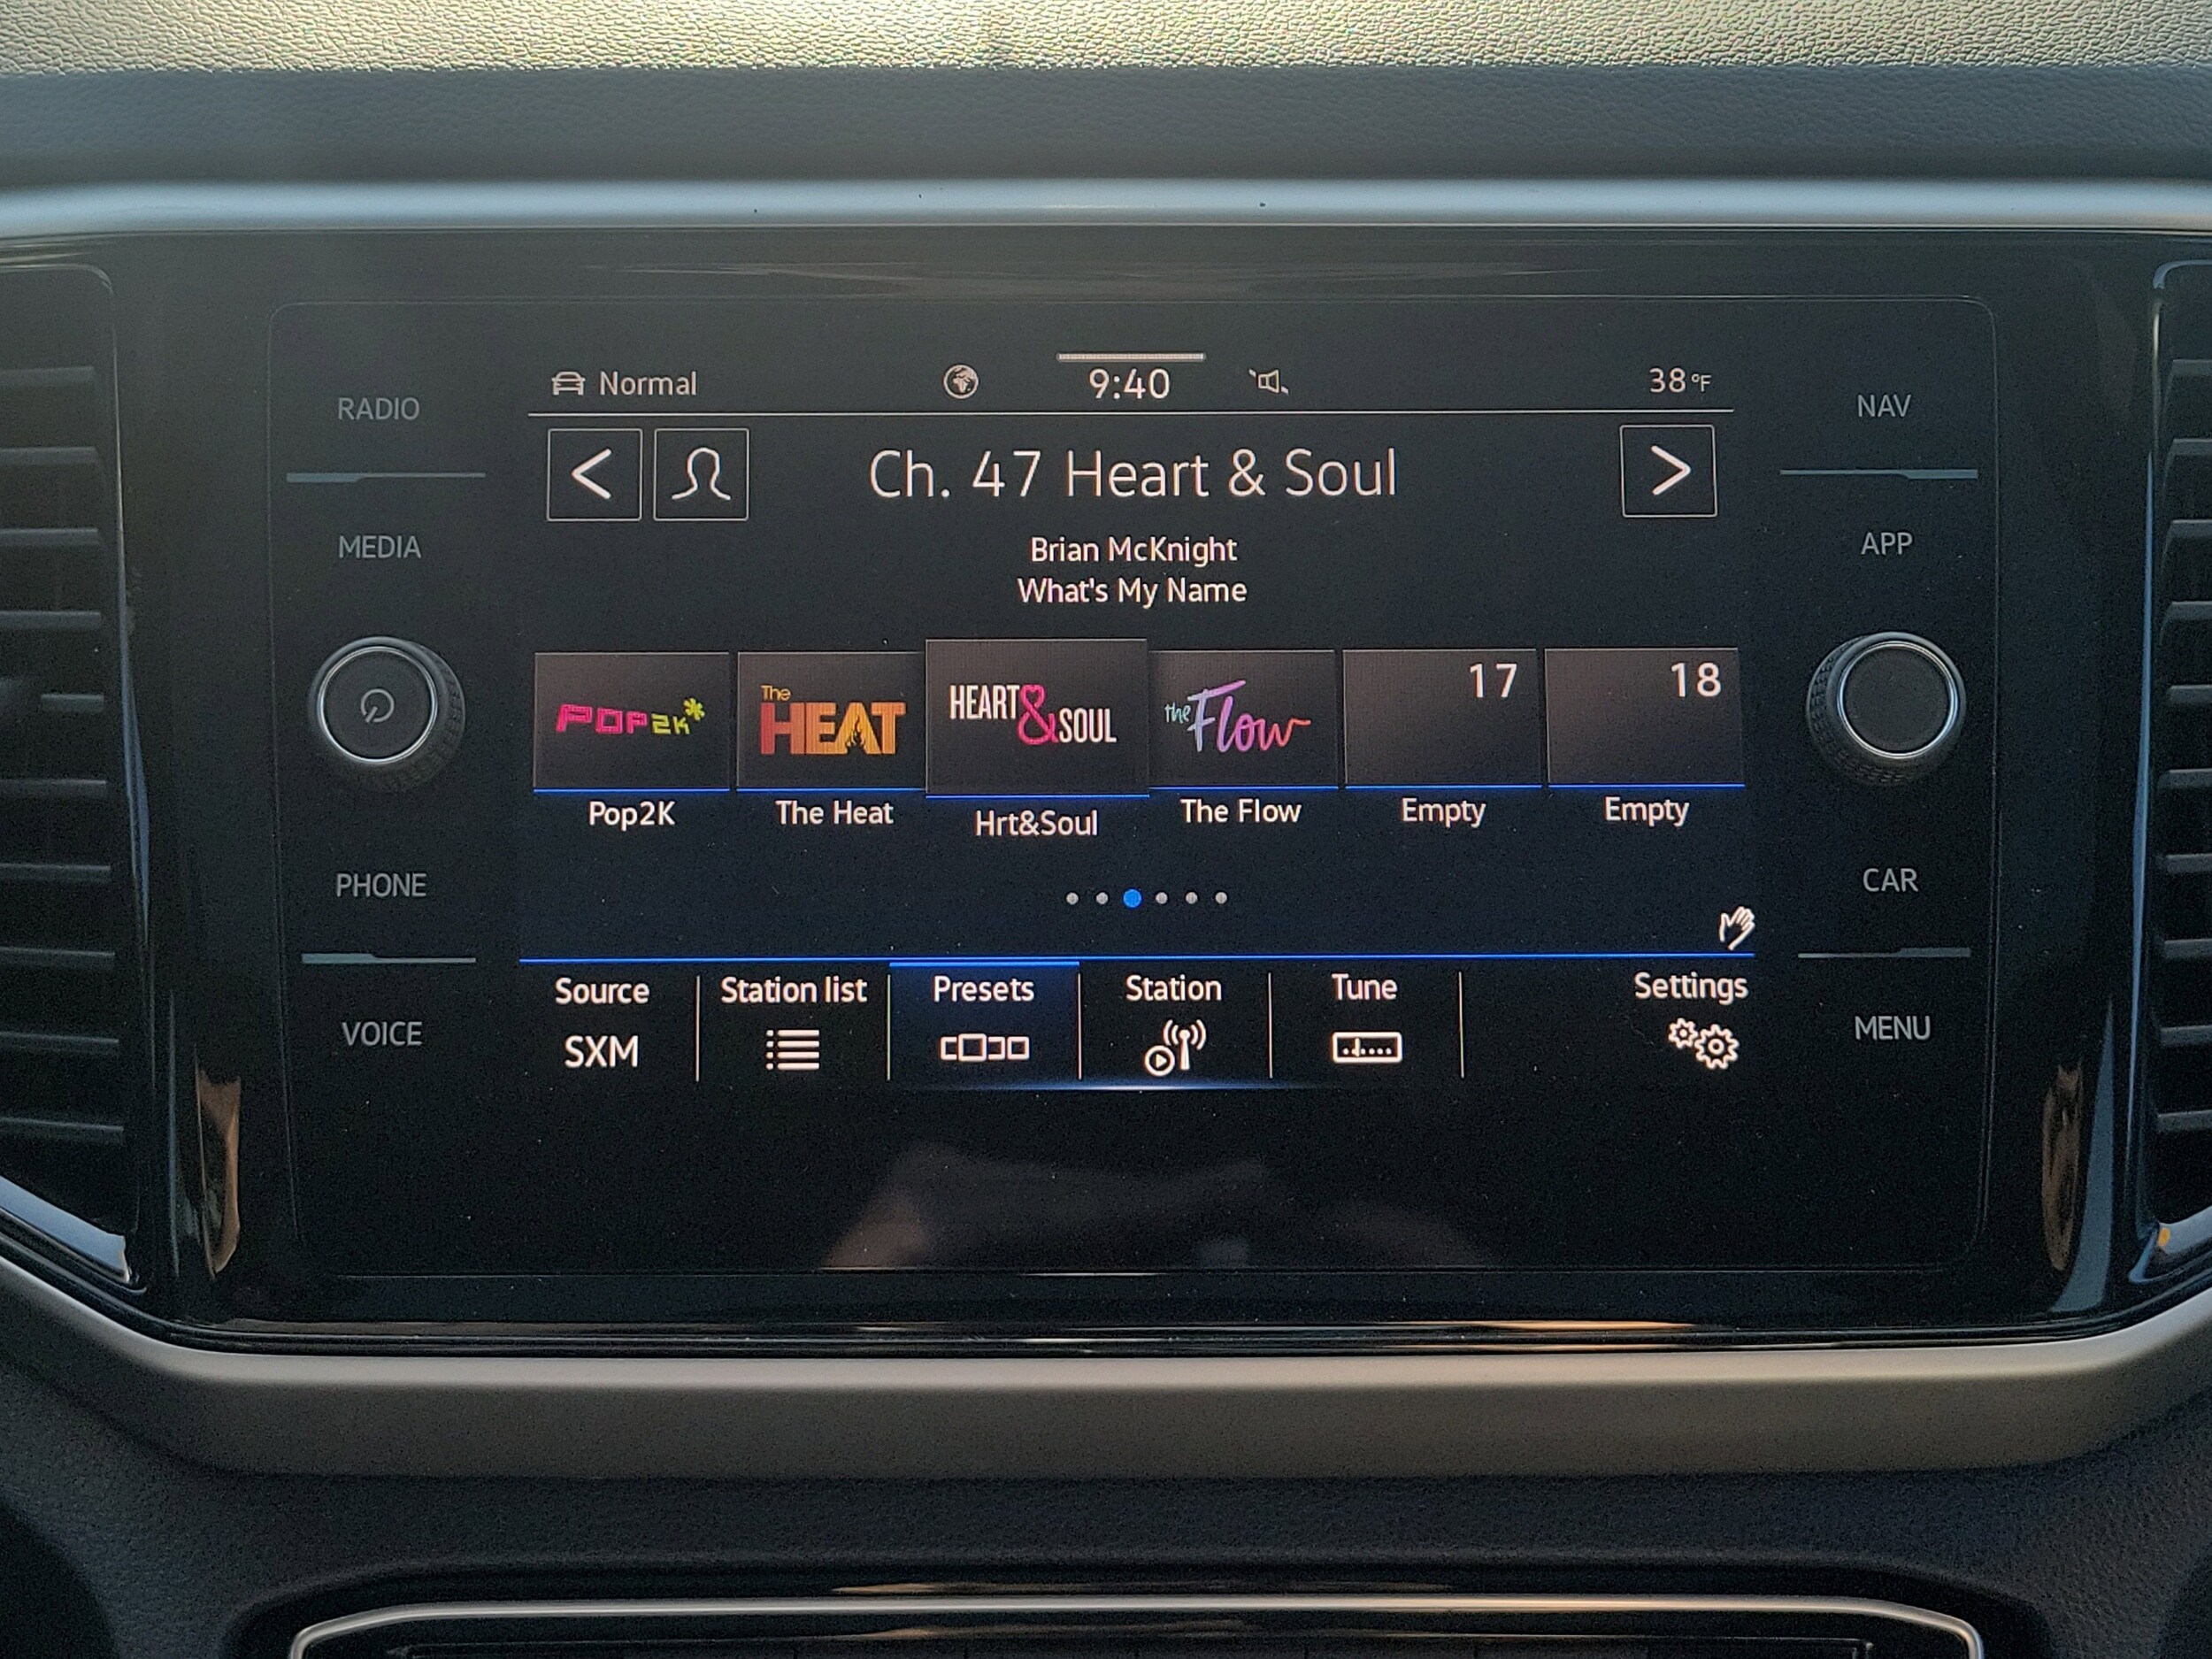 RADIO
MEDIA
PHONE
VOICE
Normal
9:40
38°F
Ch. 47 Heart & Soul
Brian McKnight
What's My Name
POP2K*
The
HEAT
HEART & SOUL
the Flow
17
18
Pop2K
The Heat
Hrt&Soul
The Flow
Empty
Empty
Source
SXM
Station list
Presets
Station
Tune
Settings
NAV
APP
CAR
MENU